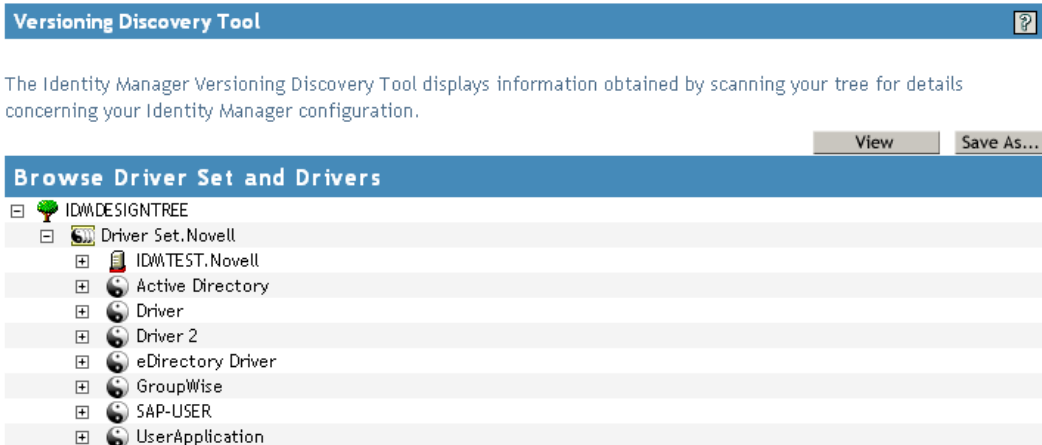 Versioning Discovery Tool
?
The Identity Manager Versioning Discovery Tool displays information obtained by scanning your tree for details
concerning your Identity Manager configuration.
View Save As...
Browse Driver Set and Drivers
IDMDESIGNTREE
Driver Set.Novell
IDMTEST.Novell
Active Directory
Driver
Driver 2
eDirectory Driver
GroupWise
SAP-USER
UserApplication